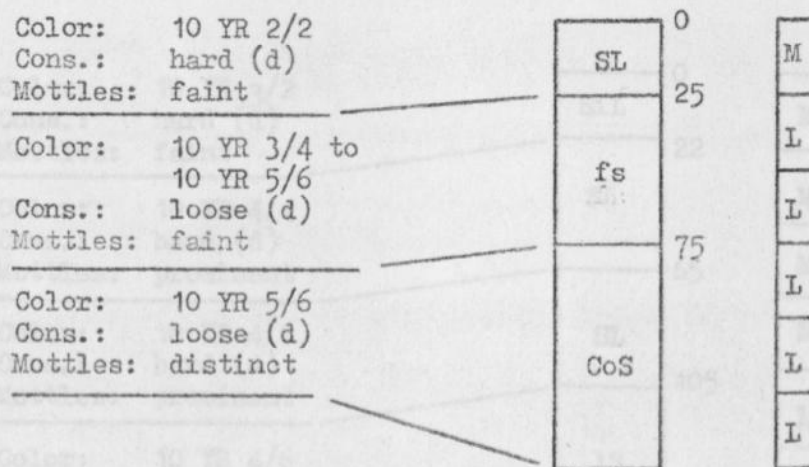 Color: 10 YR 2/2
Cons.: hard (d)
Mottles: faint
Color: 10 YR 3/4 to
10 YR 5/6
Cons.: loose (d)
Mottles: faint
Color: 10 YR 5/6
Cons.: loose (d)
Mottles: distinct
0
SL
25
fs
75
CoS
M
L
L
L
L
L